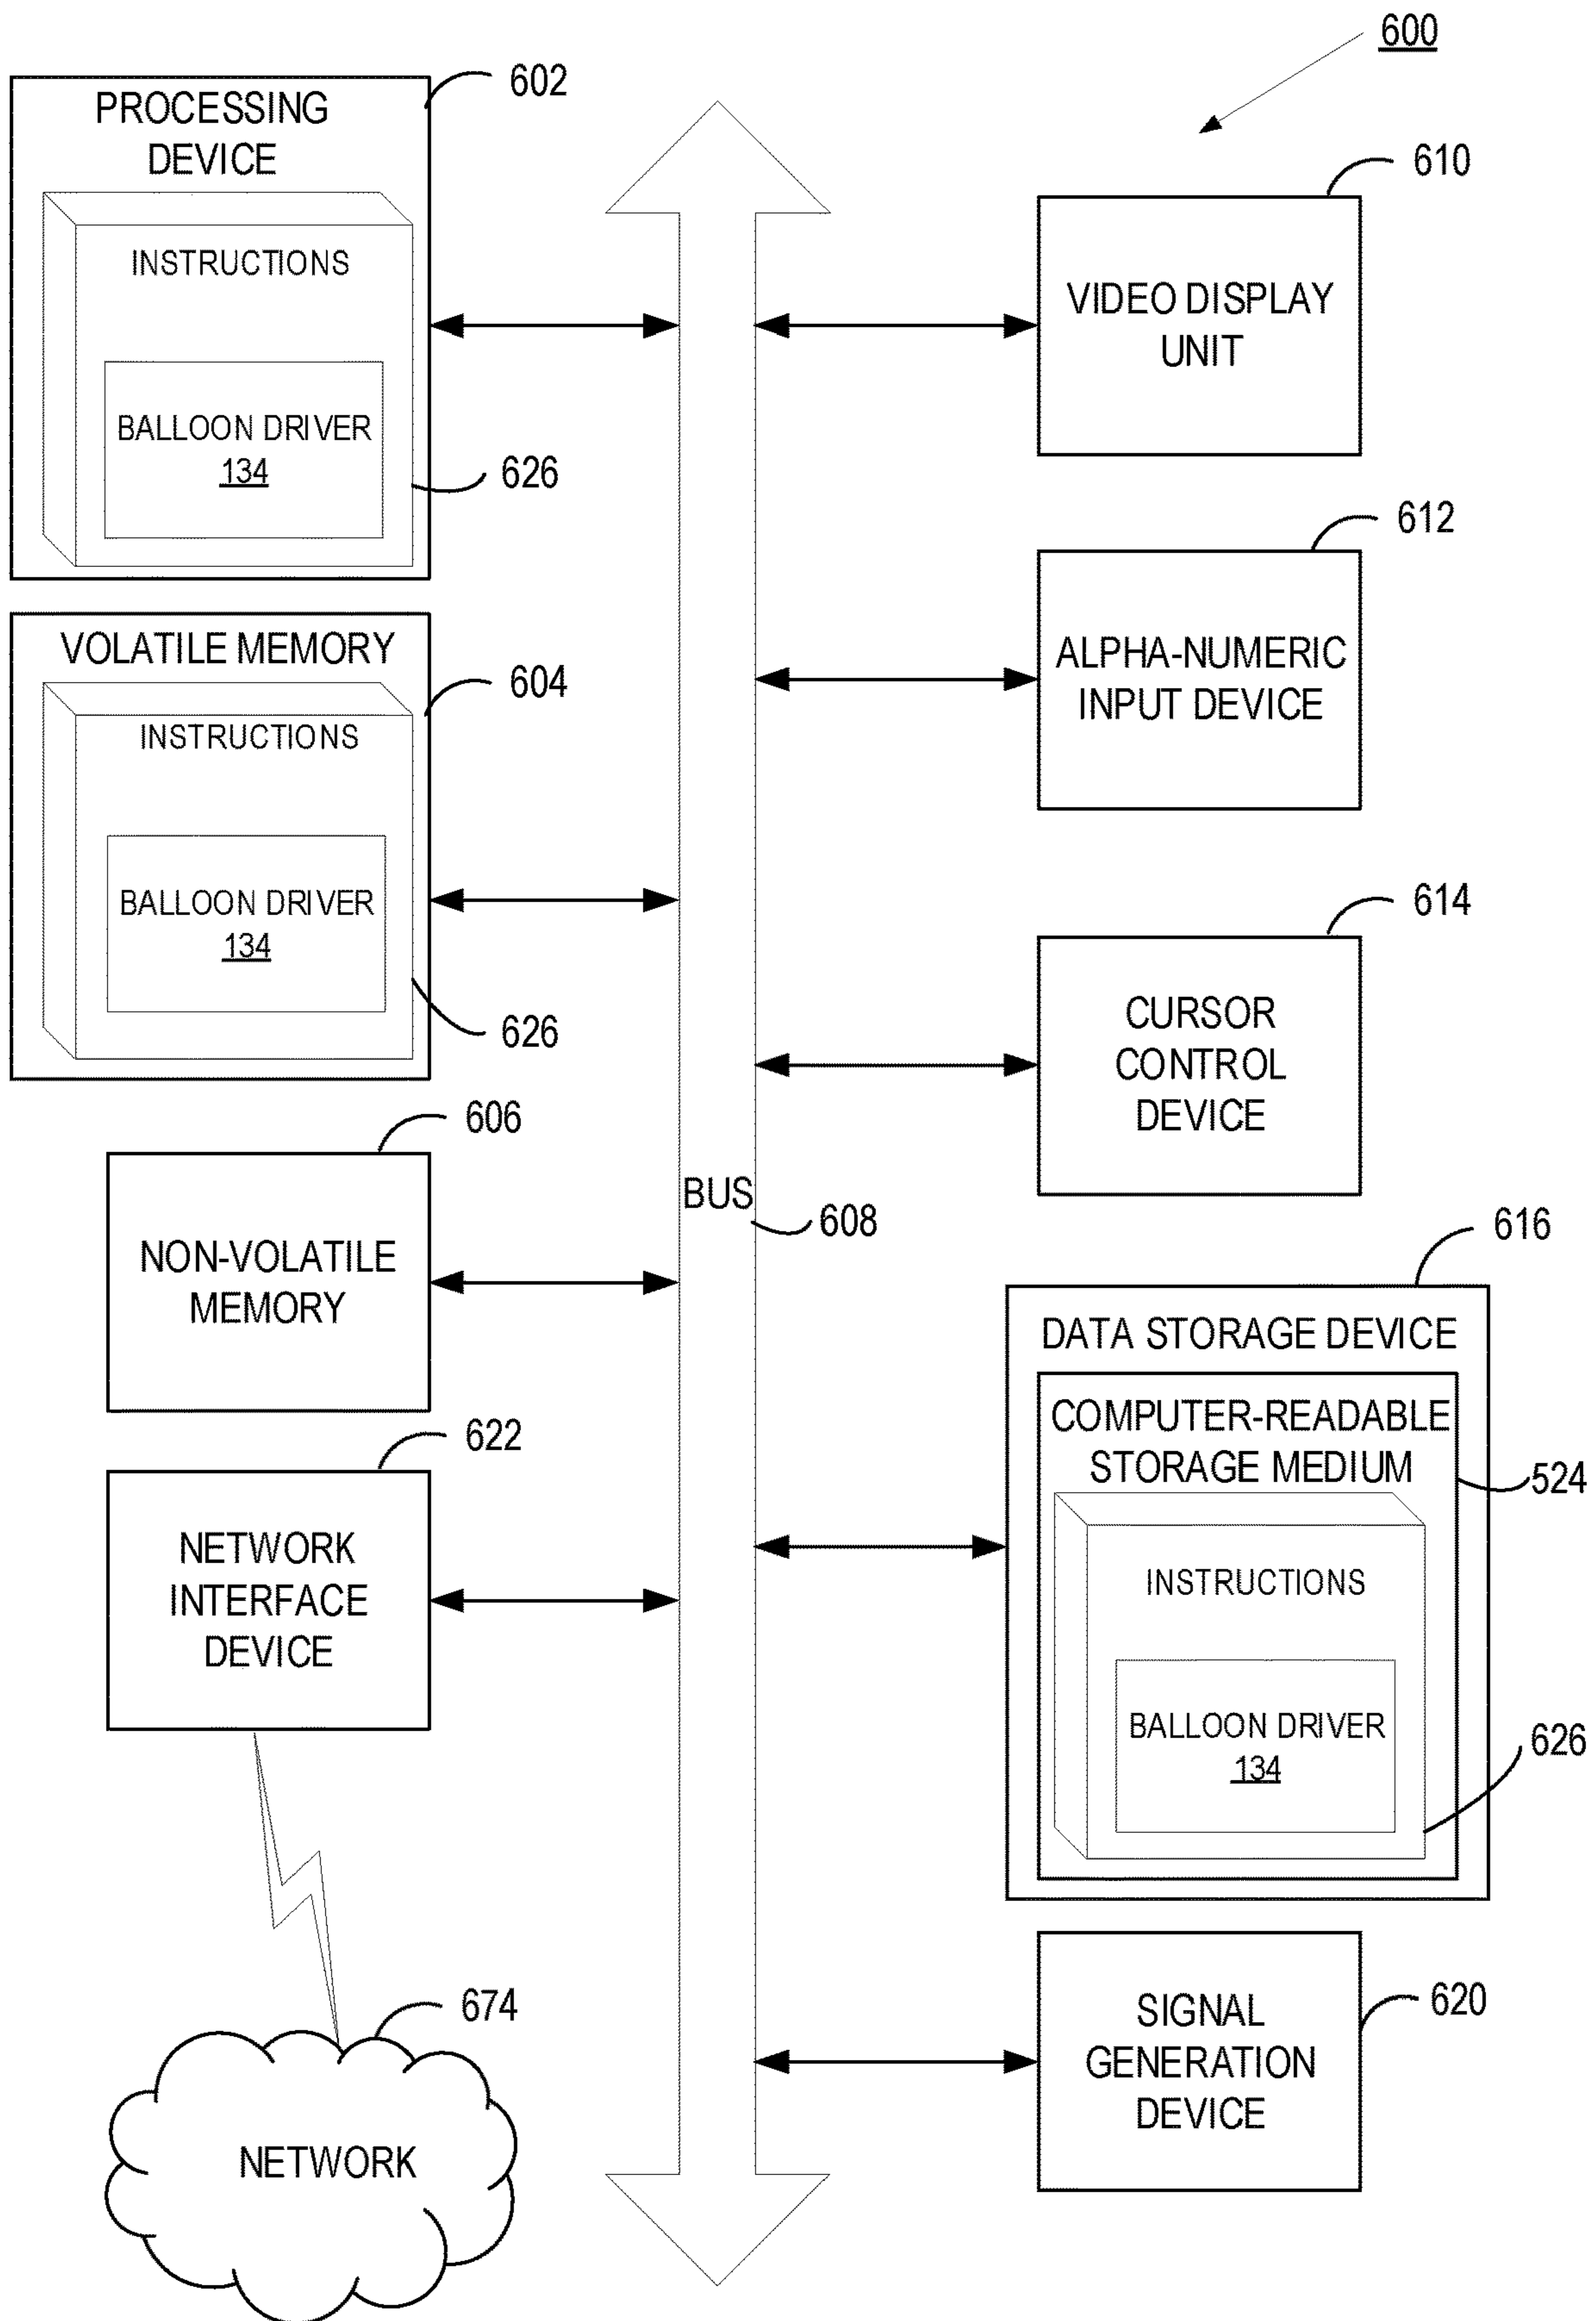 600
602
PROCESSING
DEVICE
INSTRUCTIONS
BALLOON DRIVER
134
626
VOLATILE MEMORY
604
INSTRUCTIONS
BALLOON DRIVER
134
626
606
NON-VOLATILE
MEMORY
622
NETWORK
INTERFACE
DEVICE
674
NETWORK
BUS
608
610
VIDEO DISPLAY
UNIT
612
ALPHA-NUMERIC
INPUT DEVICE
614
CURSOR
CONTROL
DEVICE
616
DATA STORAGE DEVICE
COMPUTER-READABLE
STORAGE MEDIUM
524
INSTRUCTIONS
BALLOON DRIVER
134
626
SIGNAL
GENERATION
DEVICE
620